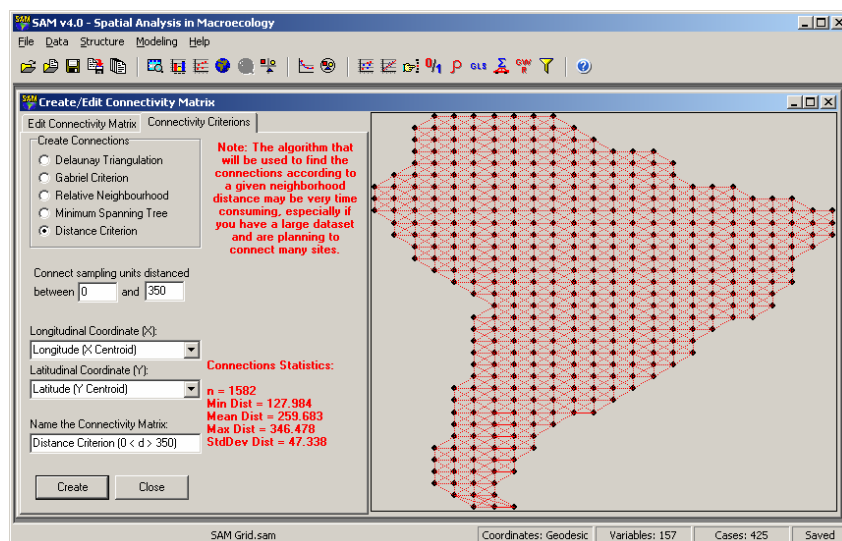 SAM v4.0 - Spatial Analysis in Macroecology
File Data Structure Modeling Help
0/1 ρ GLS Σ GW R
Create/Edit Connectivity Matrix
Edit Connectivity Matrix Connectivity Criterions
Create Connections
Delaunay Triangulation
Gabriel Criterion
Relative Neighbourhood
Minimum Spanning Tree
Distance Criterion
Note: The algorithm that
will be used to find the
connections according to
a given neighborhood
distance may be very time
consuming, especially if
you have a large dataset
and are planning to
connect many sites.
Connect sampling units distanced
between 0 and 350
Longitudinal Coordinate (X):
Longitude (X Centroid)
Latitudinal Coordinate (Y):
Latitude (Y Centroid)
Name the Connectivity Matrix:
Distance Criterion (0 < d > 350)
Connections Statistics:
n = 1582
Min Dist = 127.984
Mean Dist = 259.683
Max Dist = 346.478
StdDev Dist = 47.338
Create Close
SAM Grid.sam Coordinates: Geodesic Variables: 157 Cases: 425 Saved